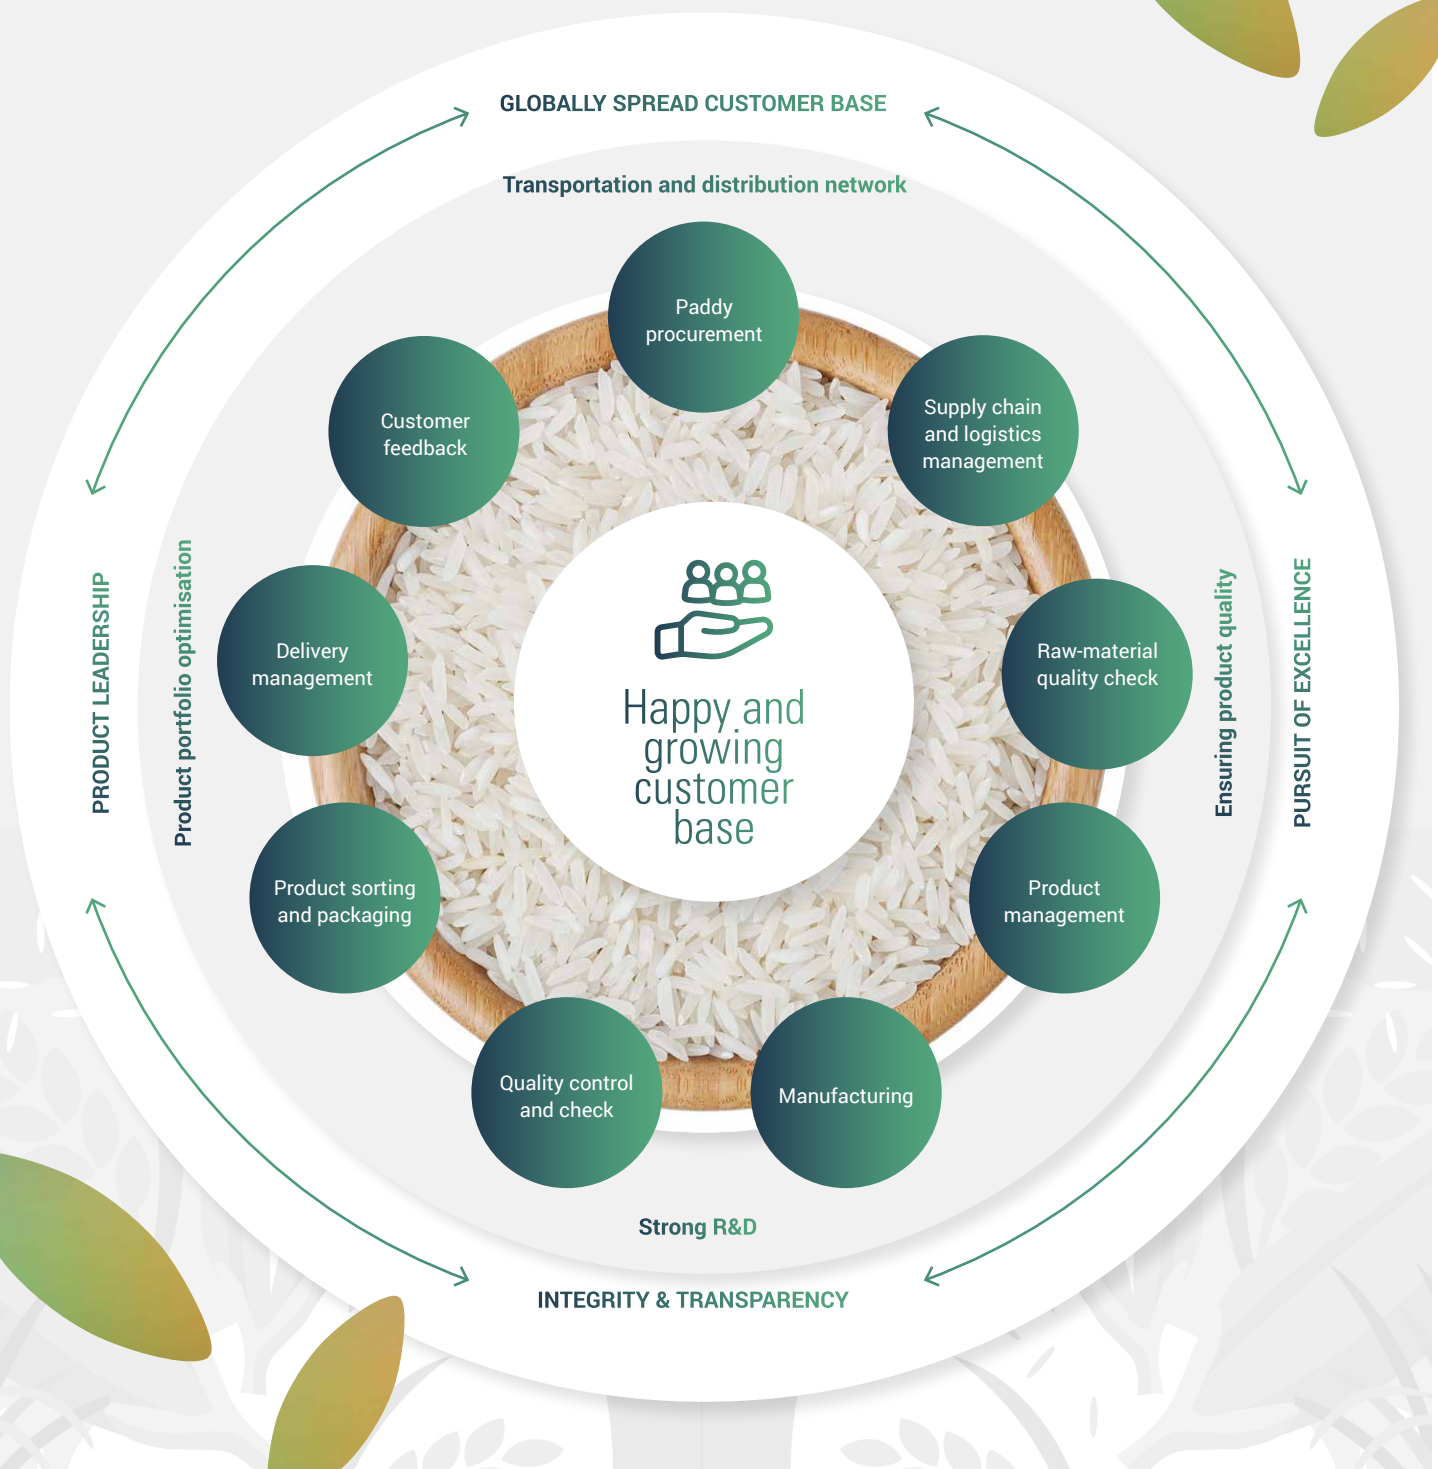 GLOBALLY SPREAD CUSTOMER BASE
Transportation and distribution network
Paddy
procurement
Supply chain
and logistics
management
Raw-material
quality check
Product
management
Manufacturing
Quality control
and check
Product sorting
and packaging
Delivery
management
Customer
feedback
Happy and
growing
customer
base
Ensuring product quality
PURSUIT OF EXCELLENCE
Strong R&D
INTEGRITY & TRANSPARENCY
Product portfolio optimisation
PRODUCT LEADERSHIP